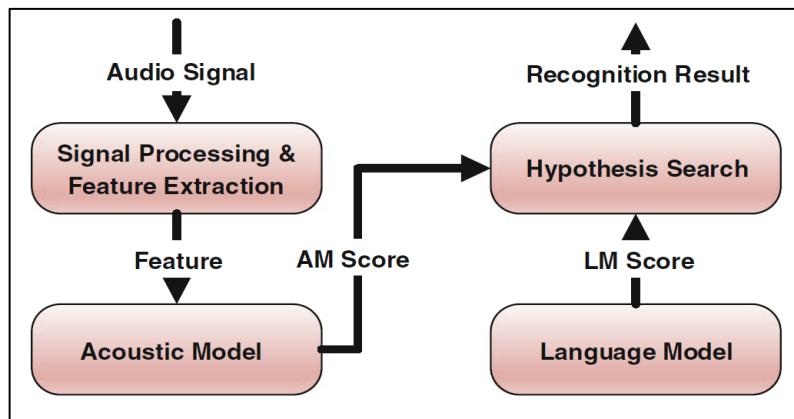 Audio Signal
Signal Processing &
Feature Extraction
Feature
Acoustic Model
AM Score
Recognition Result
Hypothesis Search
LM Score
Language Model